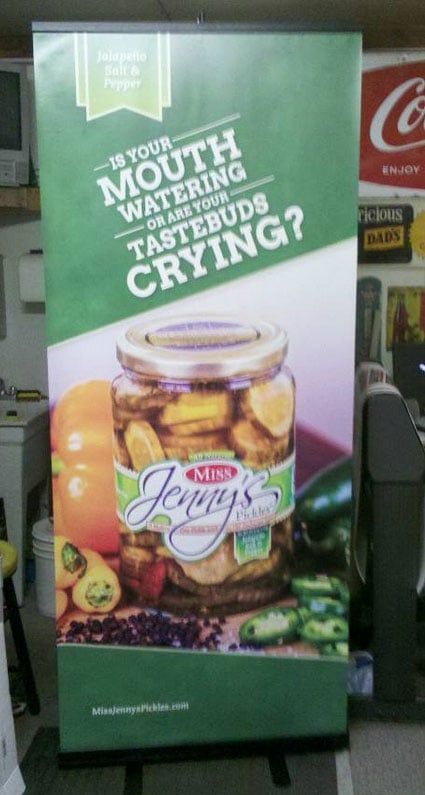 Jalapeño
Salt &
Pepper
IS YOUR
MOUTH
WATERING
OR ARE YOUR
TASTEBUDS
CRYING?
Co
ENJOY
ricious
DAD'S
Miss
Jenny's
Pickles
MissJennysPickles.com